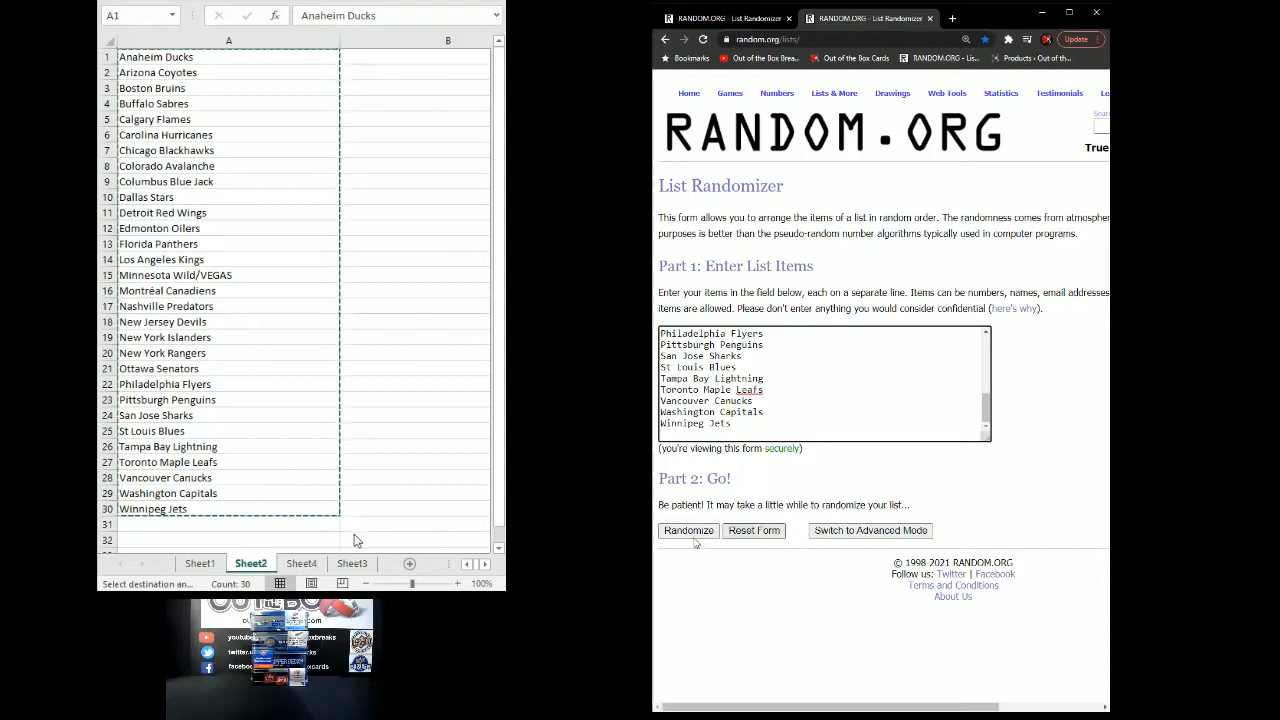 A1
Anaheim Ducks
A
B
1 Anaheim Ducks
2 Arizona Coyotes
3 Boston Bruins
4 Buffalo Sabres
5 Calgary Flames
6 Carolina Hurricanes
7 Chicago Blackhawks
8 Colorado Avalanche
9 Columbus Blue Jack
10 Dallas Stars
11 Detroit Red Wings
12 Edmonton Oilers
13 Florida Panthers
14 Los Angeles Kings
15 Minnesota Wild/VEGAS
16 Montréal Canadiens
17 Nashville Predators
18 New Jersey Devils
19 New York Islanders
20 New York Rangers
21 Ottawa Senators
22 Philadelphia Flyers
23 Pittsburgh Penguins
24 San Jose Sharks
25 St Louis Blues
26 Tampa Bay Lightning
27 Toronto Maple Leafs
28 Vancouver Canucks
29 Washington Capitals
30 Winnipeg Jets
31
32
Sheet1 Sheet2 Sheet4 Sheet3
Select destination an... Count: 30 100%
RANDOM.ORG - List Randomizer
RANDOM.ORG - List Randomizer
random.org/lists/
Update
Bookmarks Out of the Box Brea... Out of the Box Cards RANDOM.ORG - Lis... Products › Out of th...
Home Games Numbers Lists & More Drawings Web Tools Statistics Testimonials Le
RANDOM.ORG
Sear
True
List Randomizer
This form allows you to arrange the items of a list in random order. The randomness comes from atmospher
purposes is better than the pseudo-random number algorithms typically used in computer programs.
Part 1: Enter List Items
Enter your items in the field below, each on a separate line. Items can be numbers, names, email addresses
items are allowed. Please don't enter anything you would consider confidential (here's why).
Philadelphia Flyers
Pittsburgh Penguins
San Jose Sharks
St Louis Blues
Tampa Bay Lightning
Toronto Maple Leafs
Vancouver Canucks
Washington Capitals
Winnipeg Jets
(you're viewing this form securely)
Part 2: Go!
Be patient! It may take a little while to randomize your list...
Randomize Reset Form Switch to Advanced Mode
© 1998-2021 RANDOM.ORG
Follow us: Twitter | Facebook
Terms and Conditions
About Us